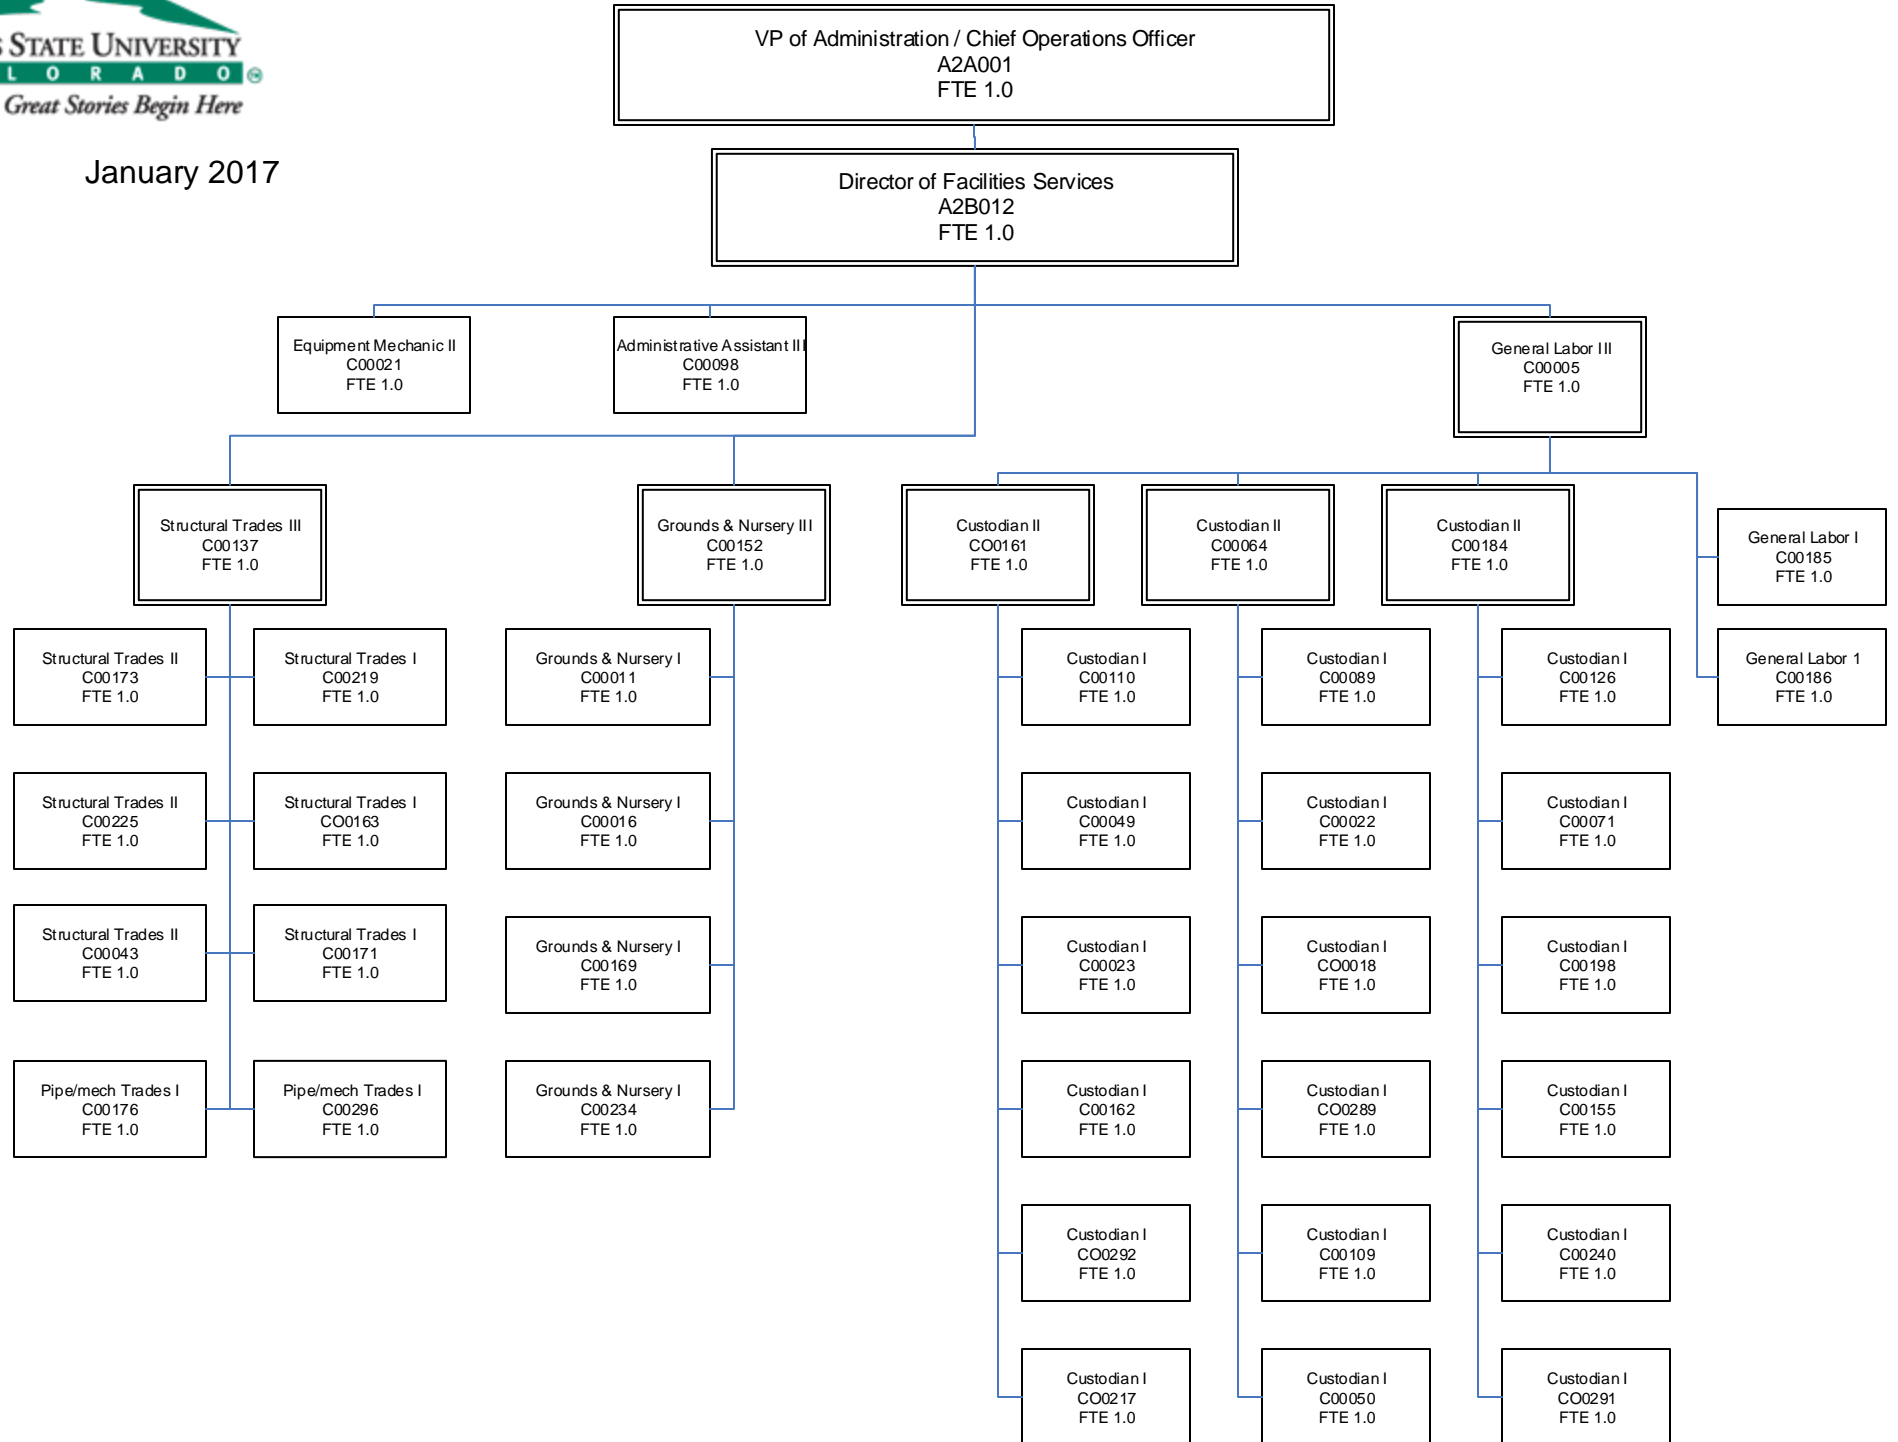 STATE UNIVERSITY
L O R A D O
Great Stories Begin Here
January 2017
VP of Administration / Chief Operations Officer
A2A001
FTE 1.0
Director of Facilities Services
A2B012
FTE 1.0
Equipment Mechanic II
C00021
FTE 1.0
Administrative Assistant III
C00098
FTE 1.0
General Labor III
C00005
FTE 1.0
Structural Trades III
C00137
FTE 1.0
Grounds & Nursery III
C00152
FTE 1.0
Custodian II
CO0161
FTE 1.0
Custodian II
C00064
FTE 1.0
Custodian II
C00184
FTE 1.0
General Labor I
C00185
FTE 1.0
Structural Trades II
C00173
FTE 1.0
Structural Trades I
C00219
FTE 1.0
Grounds & Nursery I
C00011
FTE 1.0
Custodian I
C00110
FTE 1.0
Custodian I
C00089
FTE 1.0
Custodian I
C00126
FTE 1.0
General Labor 1
C00186
FTE 1.0
Structural Trades II
C00225
FTE 1.0
Structural Trades I
CO0163
FTE 1.0
Grounds & Nursery I
C00016
FTE 1.0
Custodian I
C00049
FTE 1.0
Custodian I
C00022
FTE 1.0
Custodian I
C00071
FTE 1.0
Structural Trades II
C00043
FTE 1.0
Structural Trades I
C00171
FTE 1.0
Grounds & Nursery I
C00169
FTE 1.0
Custodian I
C00023
FTE 1.0
Custodian I
CO0018
FTE 1.0
Custodian I
C00198
FTE 1.0
Pipe/mech Trades I
C00176
FTE 1.0
Pipe/mech Trades I
C00296
FTE 1.0
Grounds & Nursery I
C00234
FTE 1.0
Custodian I
C00162
FTE 1.0
Custodian I
CO0289
FTE 1.0
Custodian I
C00155
FTE 1.0
Custodian I
CO0292
FTE 1.0
Custodian I
C00109
FTE 1.0
Custodian I
C00240
FTE 1.0
Custodian I
CO0217
FTE 1.0
Custodian I
C00050
FTE 1.0
Custodian I
CO0291
FTE 1.0